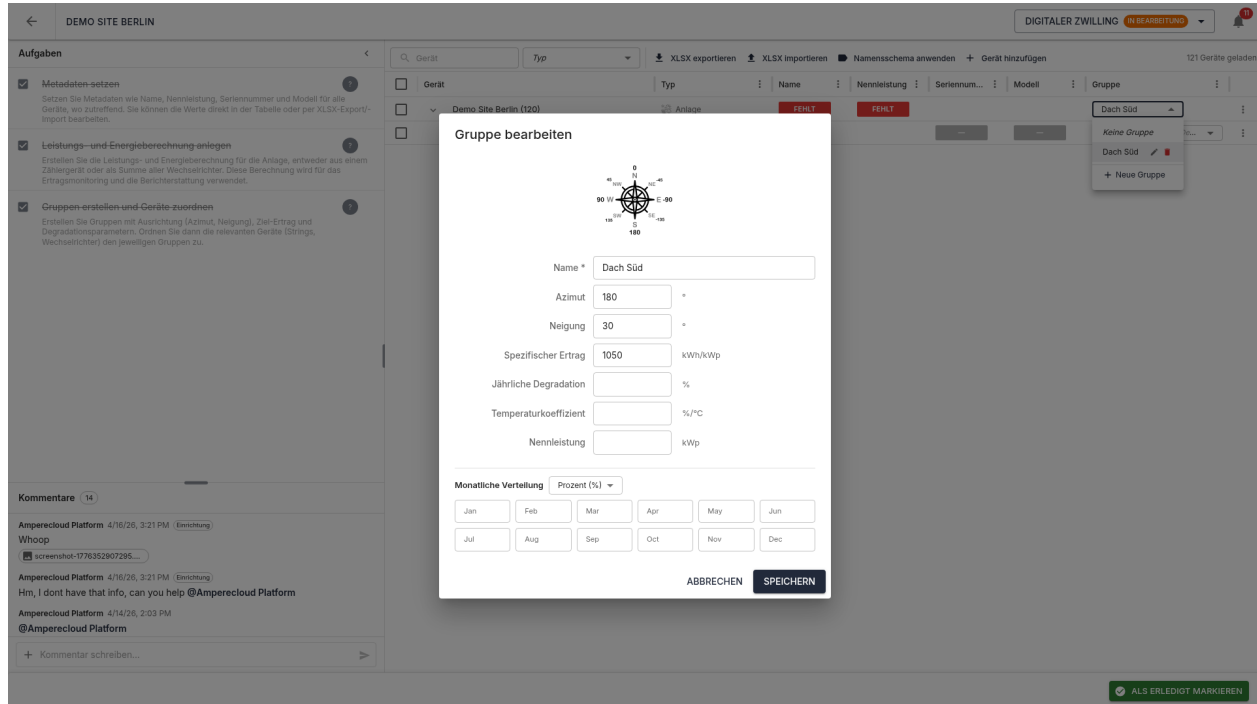 DEMO SITE BERLIN
DIGITALER ZWILLING IN BEARBEITUNG
11
Aufgaben
Metadaten setzen ?
Setzen Sie Metadaten wie Name, Nennleistung, Seriennummer und Modell für alle
Geräte, wo zutreffend. Sie können die Werte direkt in der Tabelle oder per XLSX-Export/-
Import bearbeiten.
Leistungs- und Energieberechnung anlegen ?
Erstellen Sie die Leistungs- und Energieberechnung für die Anlage, entweder aus einem
Zählergerät oder als Summe aller Wechselrichter. Diese Berechnung wird für das
Ertragsmonitoring und die Berichterstattung verwendet.
Gruppen erstellen und Geräte zuordnen ?
Erstellen Sie Gruppen mit Ausrichtung (Azimut, Neigung), Ziel-Ertrag und
Degradationsparametern. Ordnen Sie dann die relevanten Geräte (Strings,
Wechselrichter) den jeweiligen Gruppen zu.
Kommentare 14
Amperecloud Platform 4/16/26, 3:21 PM Einrichtung
Whoop
screenshot-1776352907295....
Amperecloud Platform 4/16/26, 3:21 PM Einrichtung
Hm, I dont have that info, can you help @Amperecloud Platform
Amperecloud Platform 4/14/26, 2:03 PM
@Amperecloud Platform
+ Kommentar schreiben...
Gerät Typ XLSX exportieren XLSX importieren Namensschema anwenden + Gerät hinzufügen 121 Geräte geladen
Gerät Typ Name Nennleistung Seriennum... Modell Gruppe
Demo Site Berlin (120) Anlage FEHLT FEHLT Dach Süd
— —
Keine Gruppe
Dach Süd
+ Neue Gruppe
Gruppe bearbeiten
0
N
45 NW NE -45
90 W E -90
135 SW SE -135
S
180
Name * Dach Süd
Azimut 180 °
Neigung 30 °
Spezifischer Ertrag 1050 kWh/kWp
Jährliche Degradation %
Temperaturkoeffizient %/°C
Nennleistung kWp
Monatliche Verteilung Prozent (%)
Jan Feb Mar Apr May Jun
Jul Aug Sep Oct Nov Dec
ABBRECHEN SPEICHERN
ALS ERLEDIGT MARKIEREN